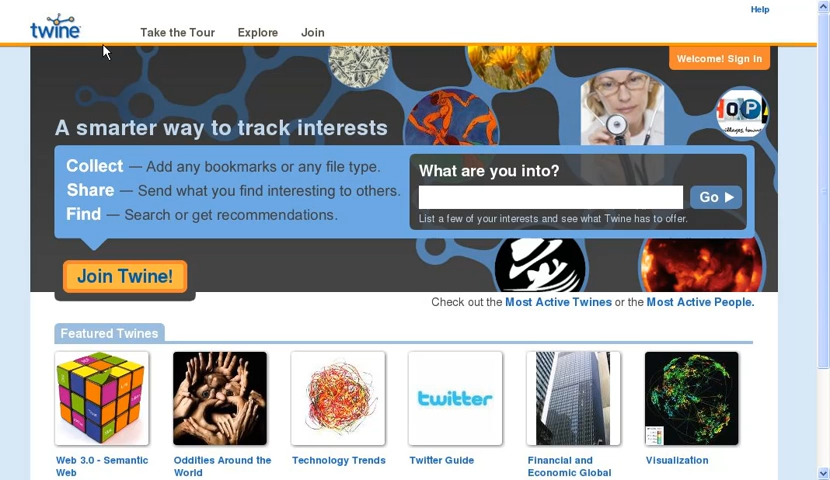 Help
twine
Take the Tour Explore Join
Welcome! Sign In
A smarter way to track interests
Collect — Add any bookmarks or any file type.
Share — Send what you find interesting to others.
Find — Search or get recommendations.
What are you into?
Go
List a few of your interests and see what Twine has to offer.
Join Twine!
Check out the Most Active Twines or the Most Active People.
Featured Twines
twitter
Web 3.0 - Semantic
Web
Oddities Around the
World
Technology Trends
Twitter Guide
Financial and
Economic Global
Visualization